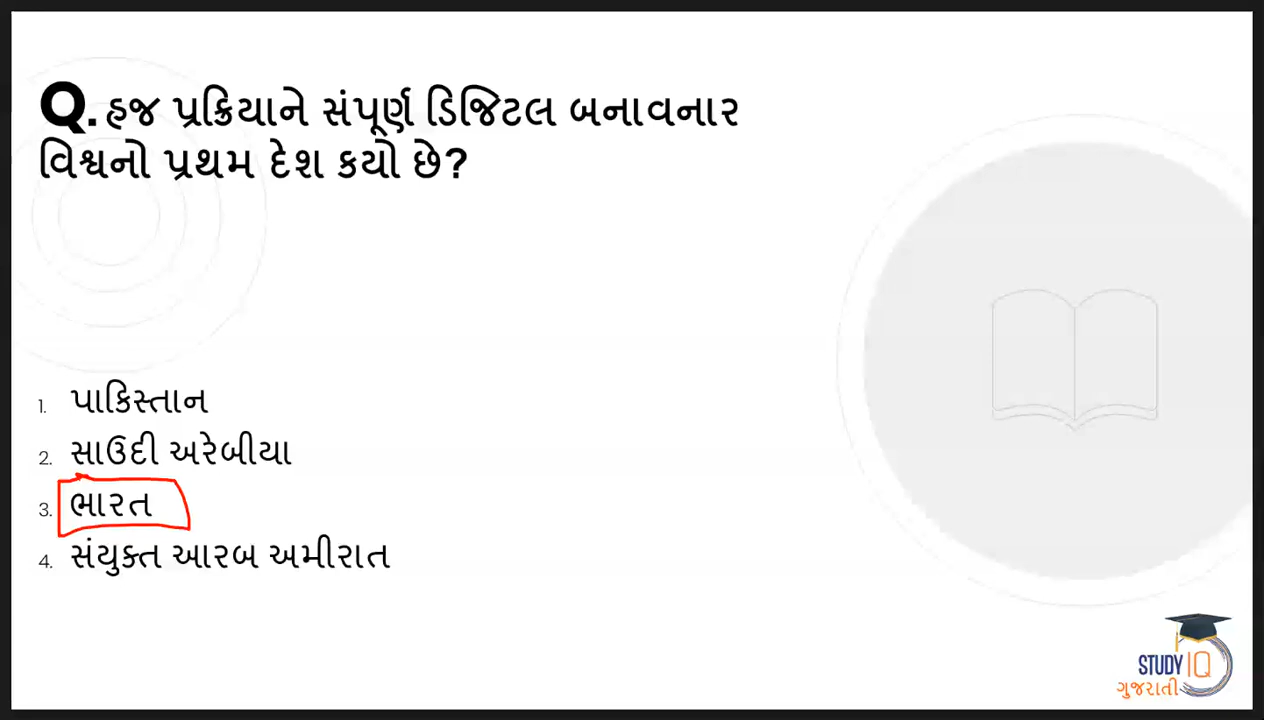 Q. હજ પ્રક્રિયાને સંપૂર્ણ ડિજિટલ બનાવનાર
વિશ્વનો પ્રથમ દેશ કયો છે?
1. પાકિસ્તાન
2. સાઉદી અરેબીયા
3. ભારત
4. સંયુક્ત આરબ અમીરાત
STUDY IQ
ગુજરાતી